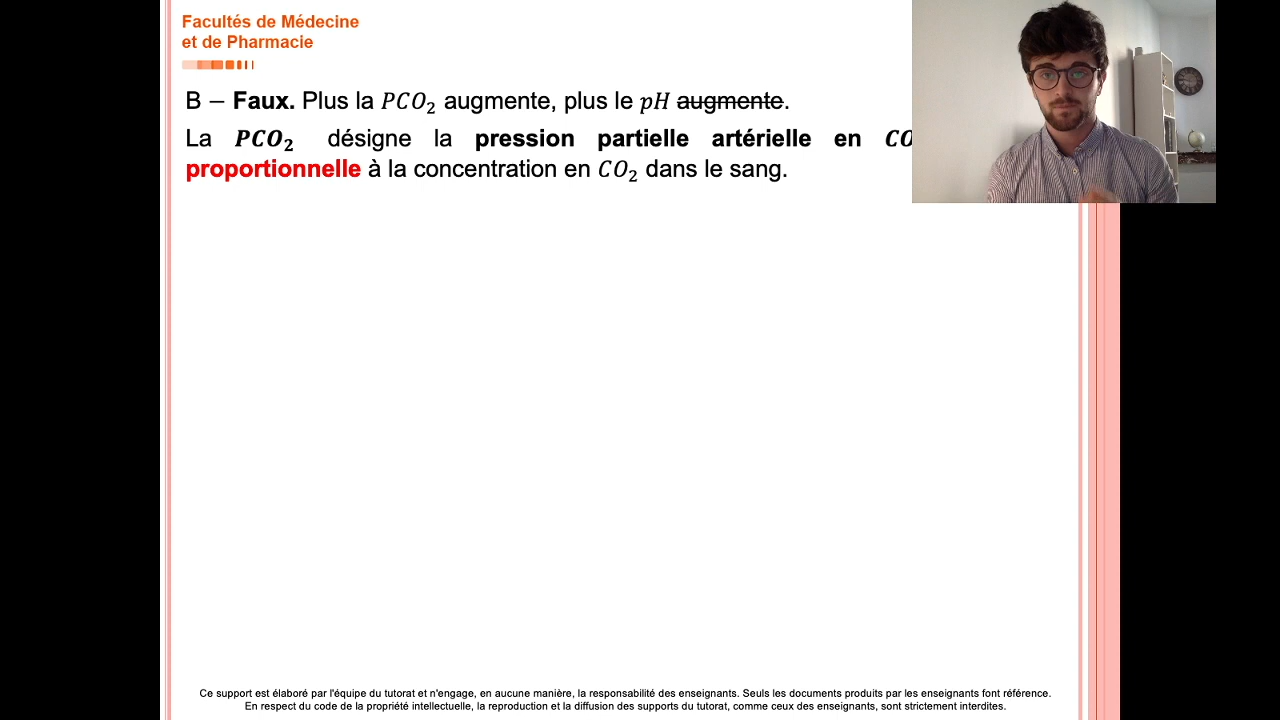 Facultés de Médecine
et de Pharmacie
B – Faux. Plus la PCO₂ augmente, plus le pH augmente.
La PCO₂ désigne la pression partielle artérielle en CO
proportionnelle à la concentration en CO₂ dans le sang.
Ce support est élaboré par l'équipe du tutorat et n'engage, en aucune manière, la responsabilité des enseignants. Seuls les documents produits par les enseignants font référence.
En respect du code de la propriété intellectuelle, la reproduction et la diffusion des supports du tutorat, comme ceux des enseignants, sont strictement interdites.